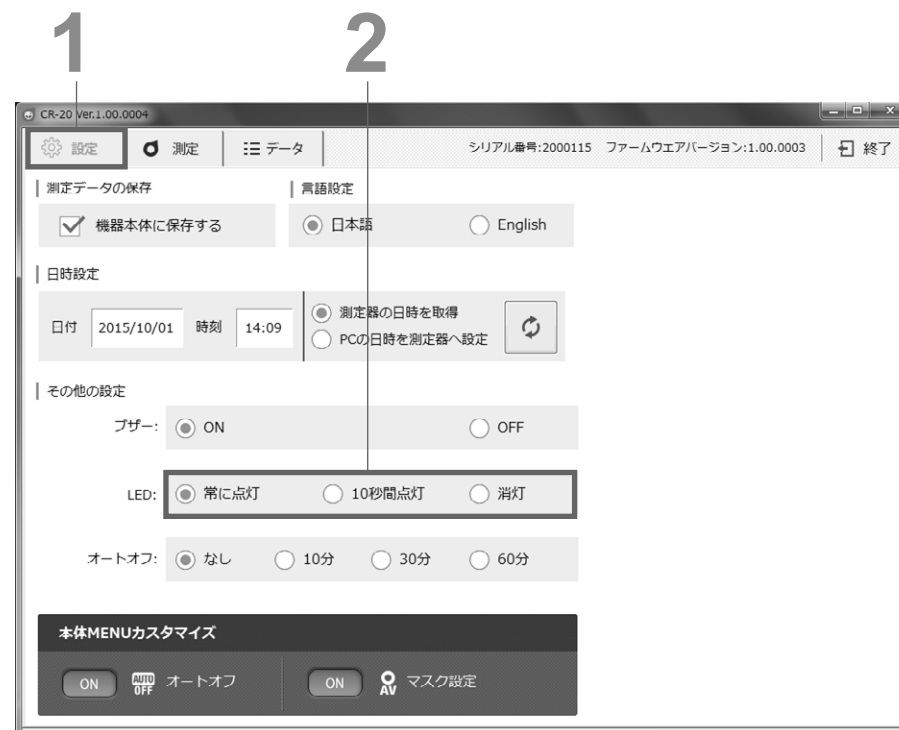 1 2
CR-20 ver.1.00.0004
設定 測定 データ シリアル番号:2000115 ファームウエアバージョン:1.00.0003 終了
測定データの保存 言語設定
機器本体に保存する 日本語 English
日時設定
日付 2015/10/01 時刻 14:09 測定器の日時を取得
PCの日時を測定器へ設定
その他の設定
ブザー: ON OFF
LED: 常に点灯 10秒間点灯 消灯
オートオフ: なし 10分 30分 60分
本体MENUカスタマイズ
ON AUTO OFF オートオフ ON AV マスク設定